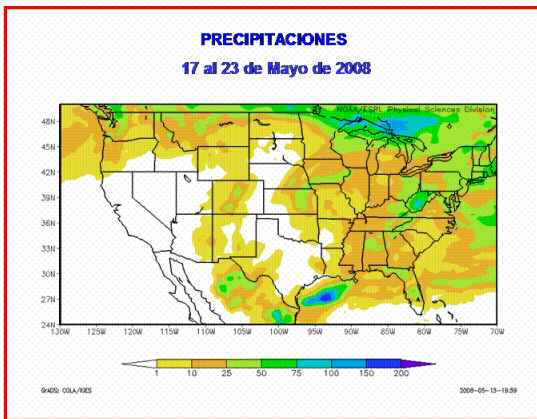 PRECIPITACIONES
17 al 23 de Mayo de 2008
NOAA/ESRL Physical Sciences Division
48N
45N
42N
39N
36N
33N
30N
27N
24N
130W 125W 120W 115W 110W 105W 100W 95W 90W 85W 80W 75W 70W
1 10 25 50 75 100 150 200
GrADS: COLA/IGES 2008-05-15-19:59